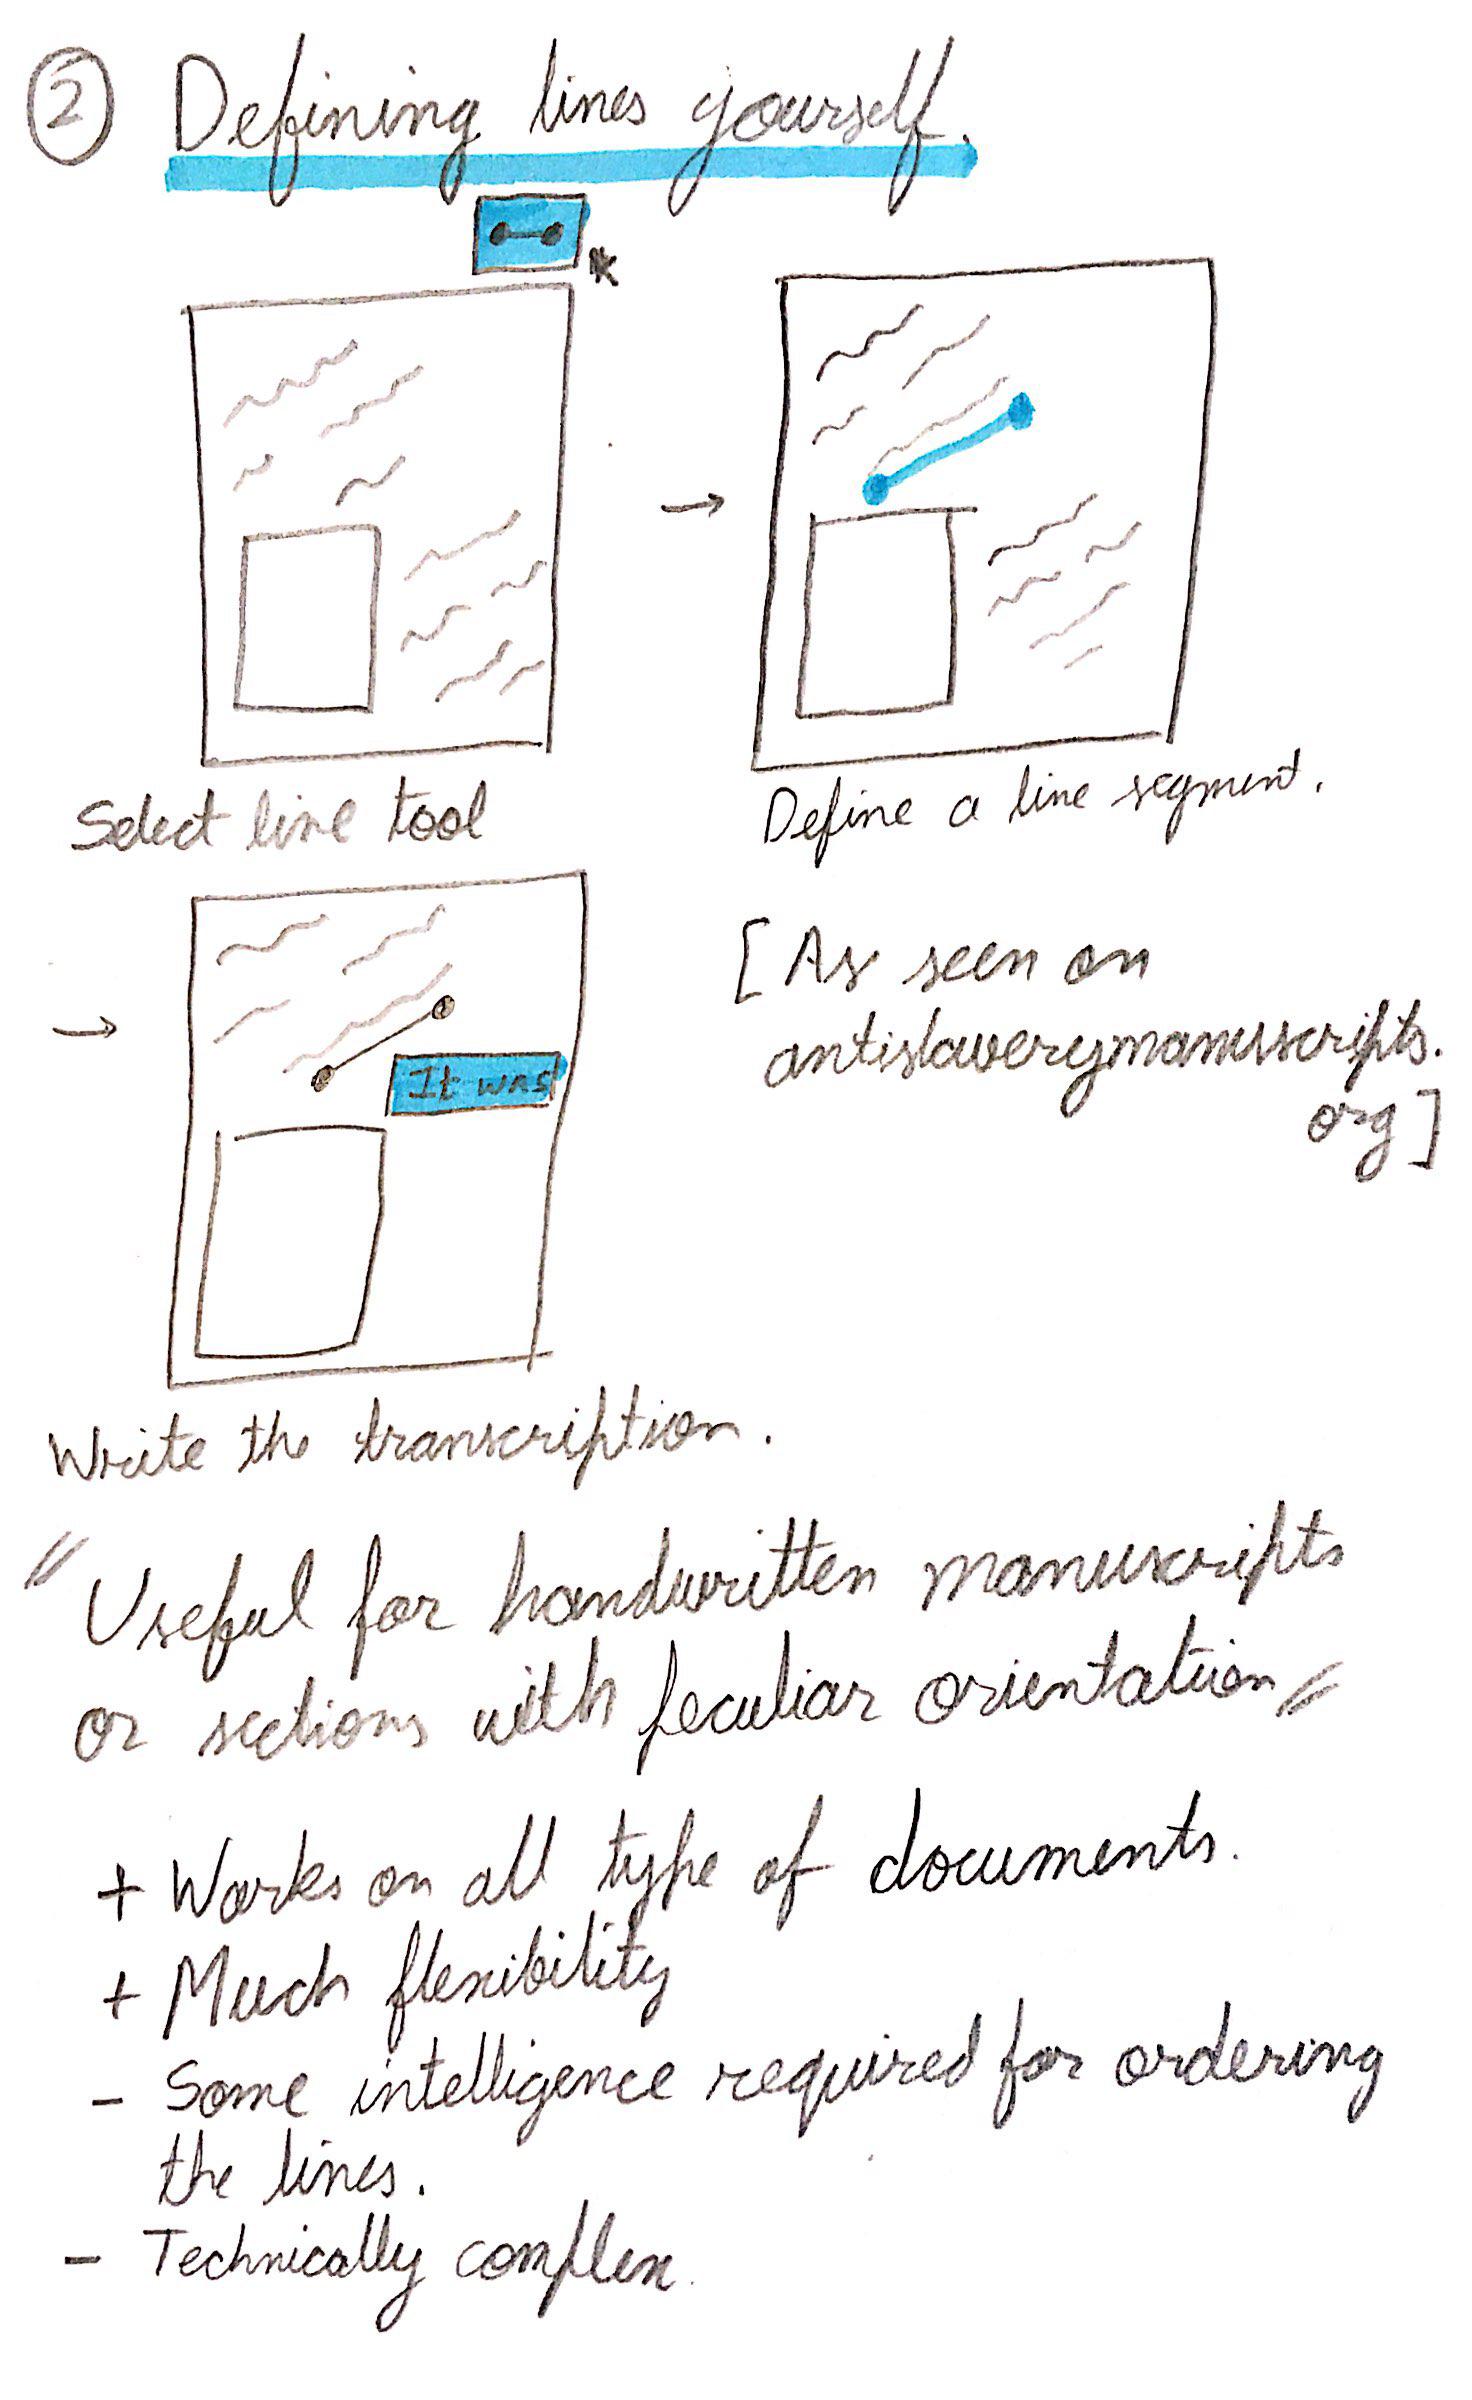 2 Defining lines yourself.
Select line tool
Define a line segment.
It was
[As seen on
antislaverymanuscripts.
org]
Write the transcription.
"Useful for handwritten manuscripts
or sections with peculiar orientation"
+ Works on all type of documents.
+ Much flexibility
- Some intelligence required for ordering
the lines.
- Technically complex.